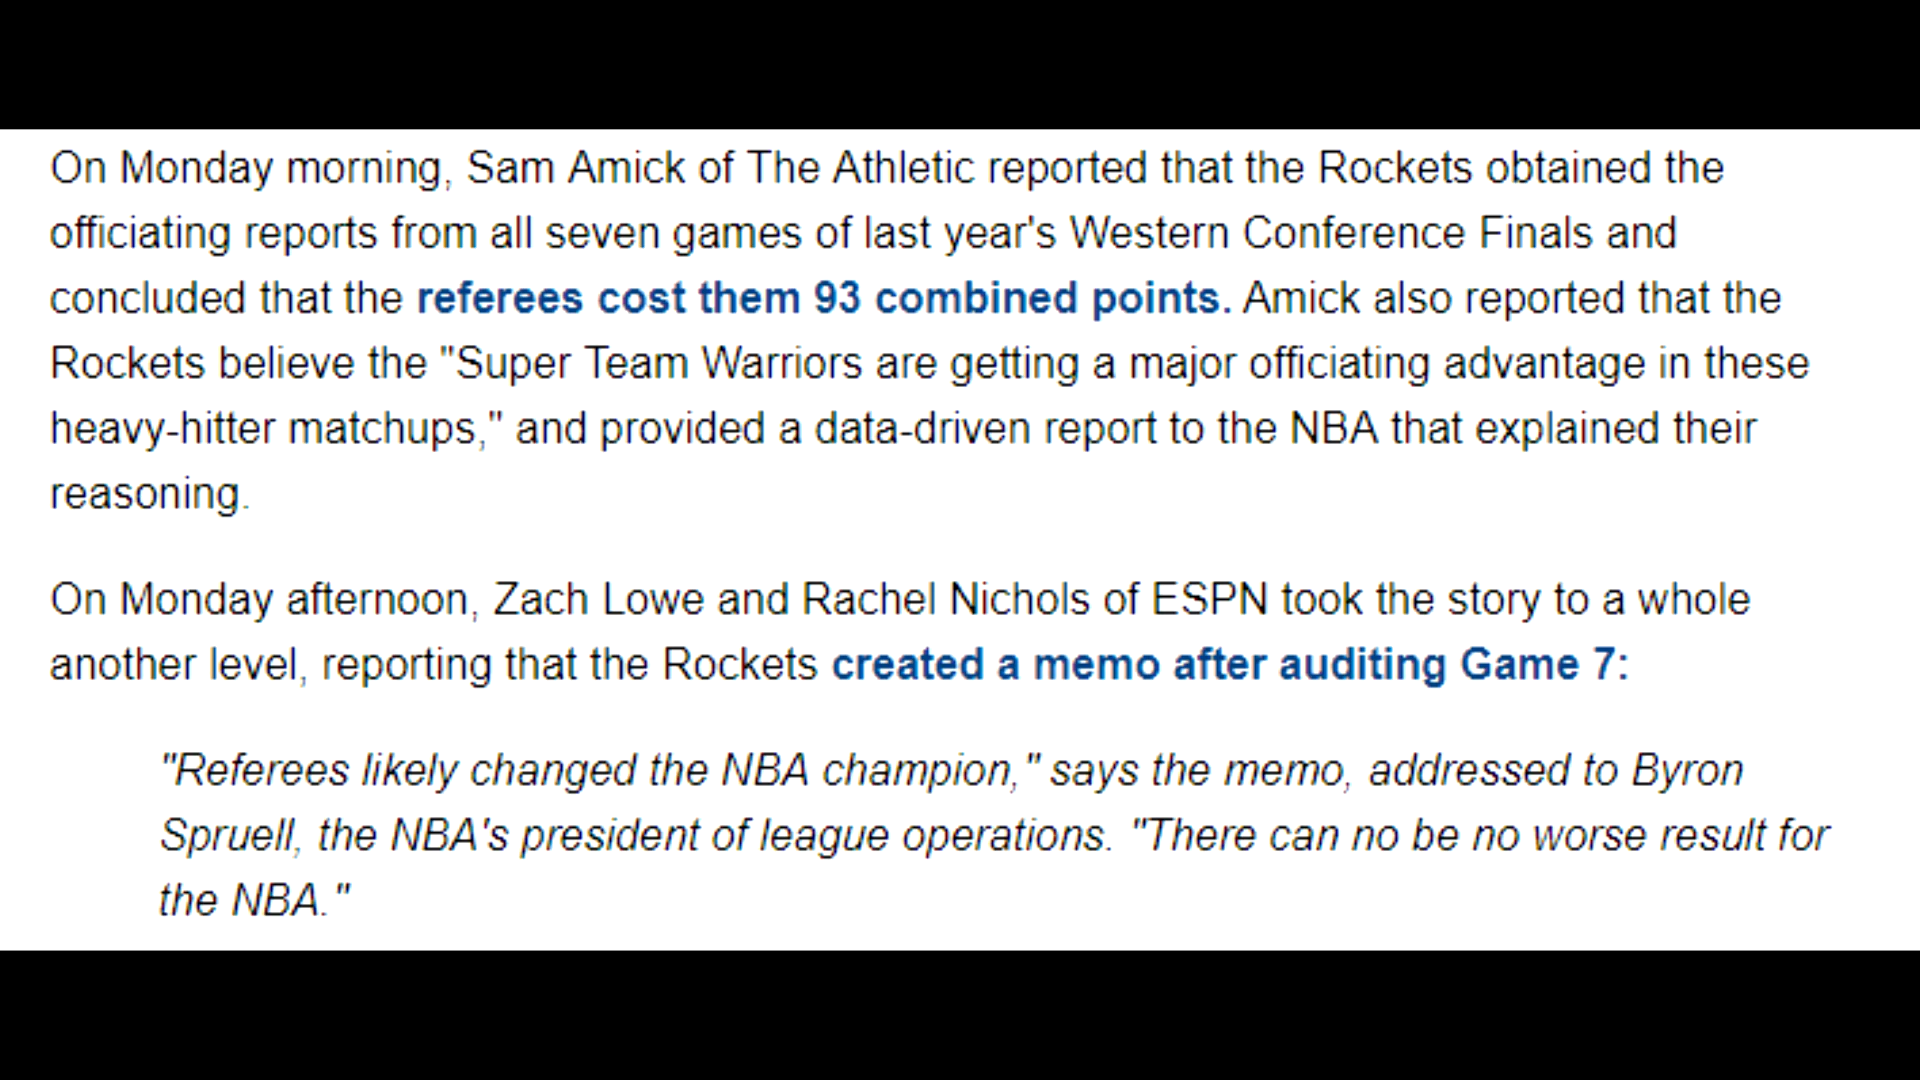 On Monday morning, Sam Amick of The Athletic reported that the Rockets obtained the
officiating reports from all seven games of last year's Western Conference Finals and
concluded that the referees cost them 93 combined points. Amick also reported that the
Rockets believe the "Super Team Warriors are getting a major officiating advantage in these
heavy-hitter matchups," and provided a data-driven report to the NBA that explained their
reasoning.
On Monday afternoon, Zach Lowe and Rachel Nichols of ESPN took the story to a whole
another level, reporting that the Rockets created a memo after auditing Game 7:
"Referees likely changed the NBA champion," says the memo, addressed to Byron
Spruell, the NBA's president of league operations. "There can no be no worse result for
the NBA."